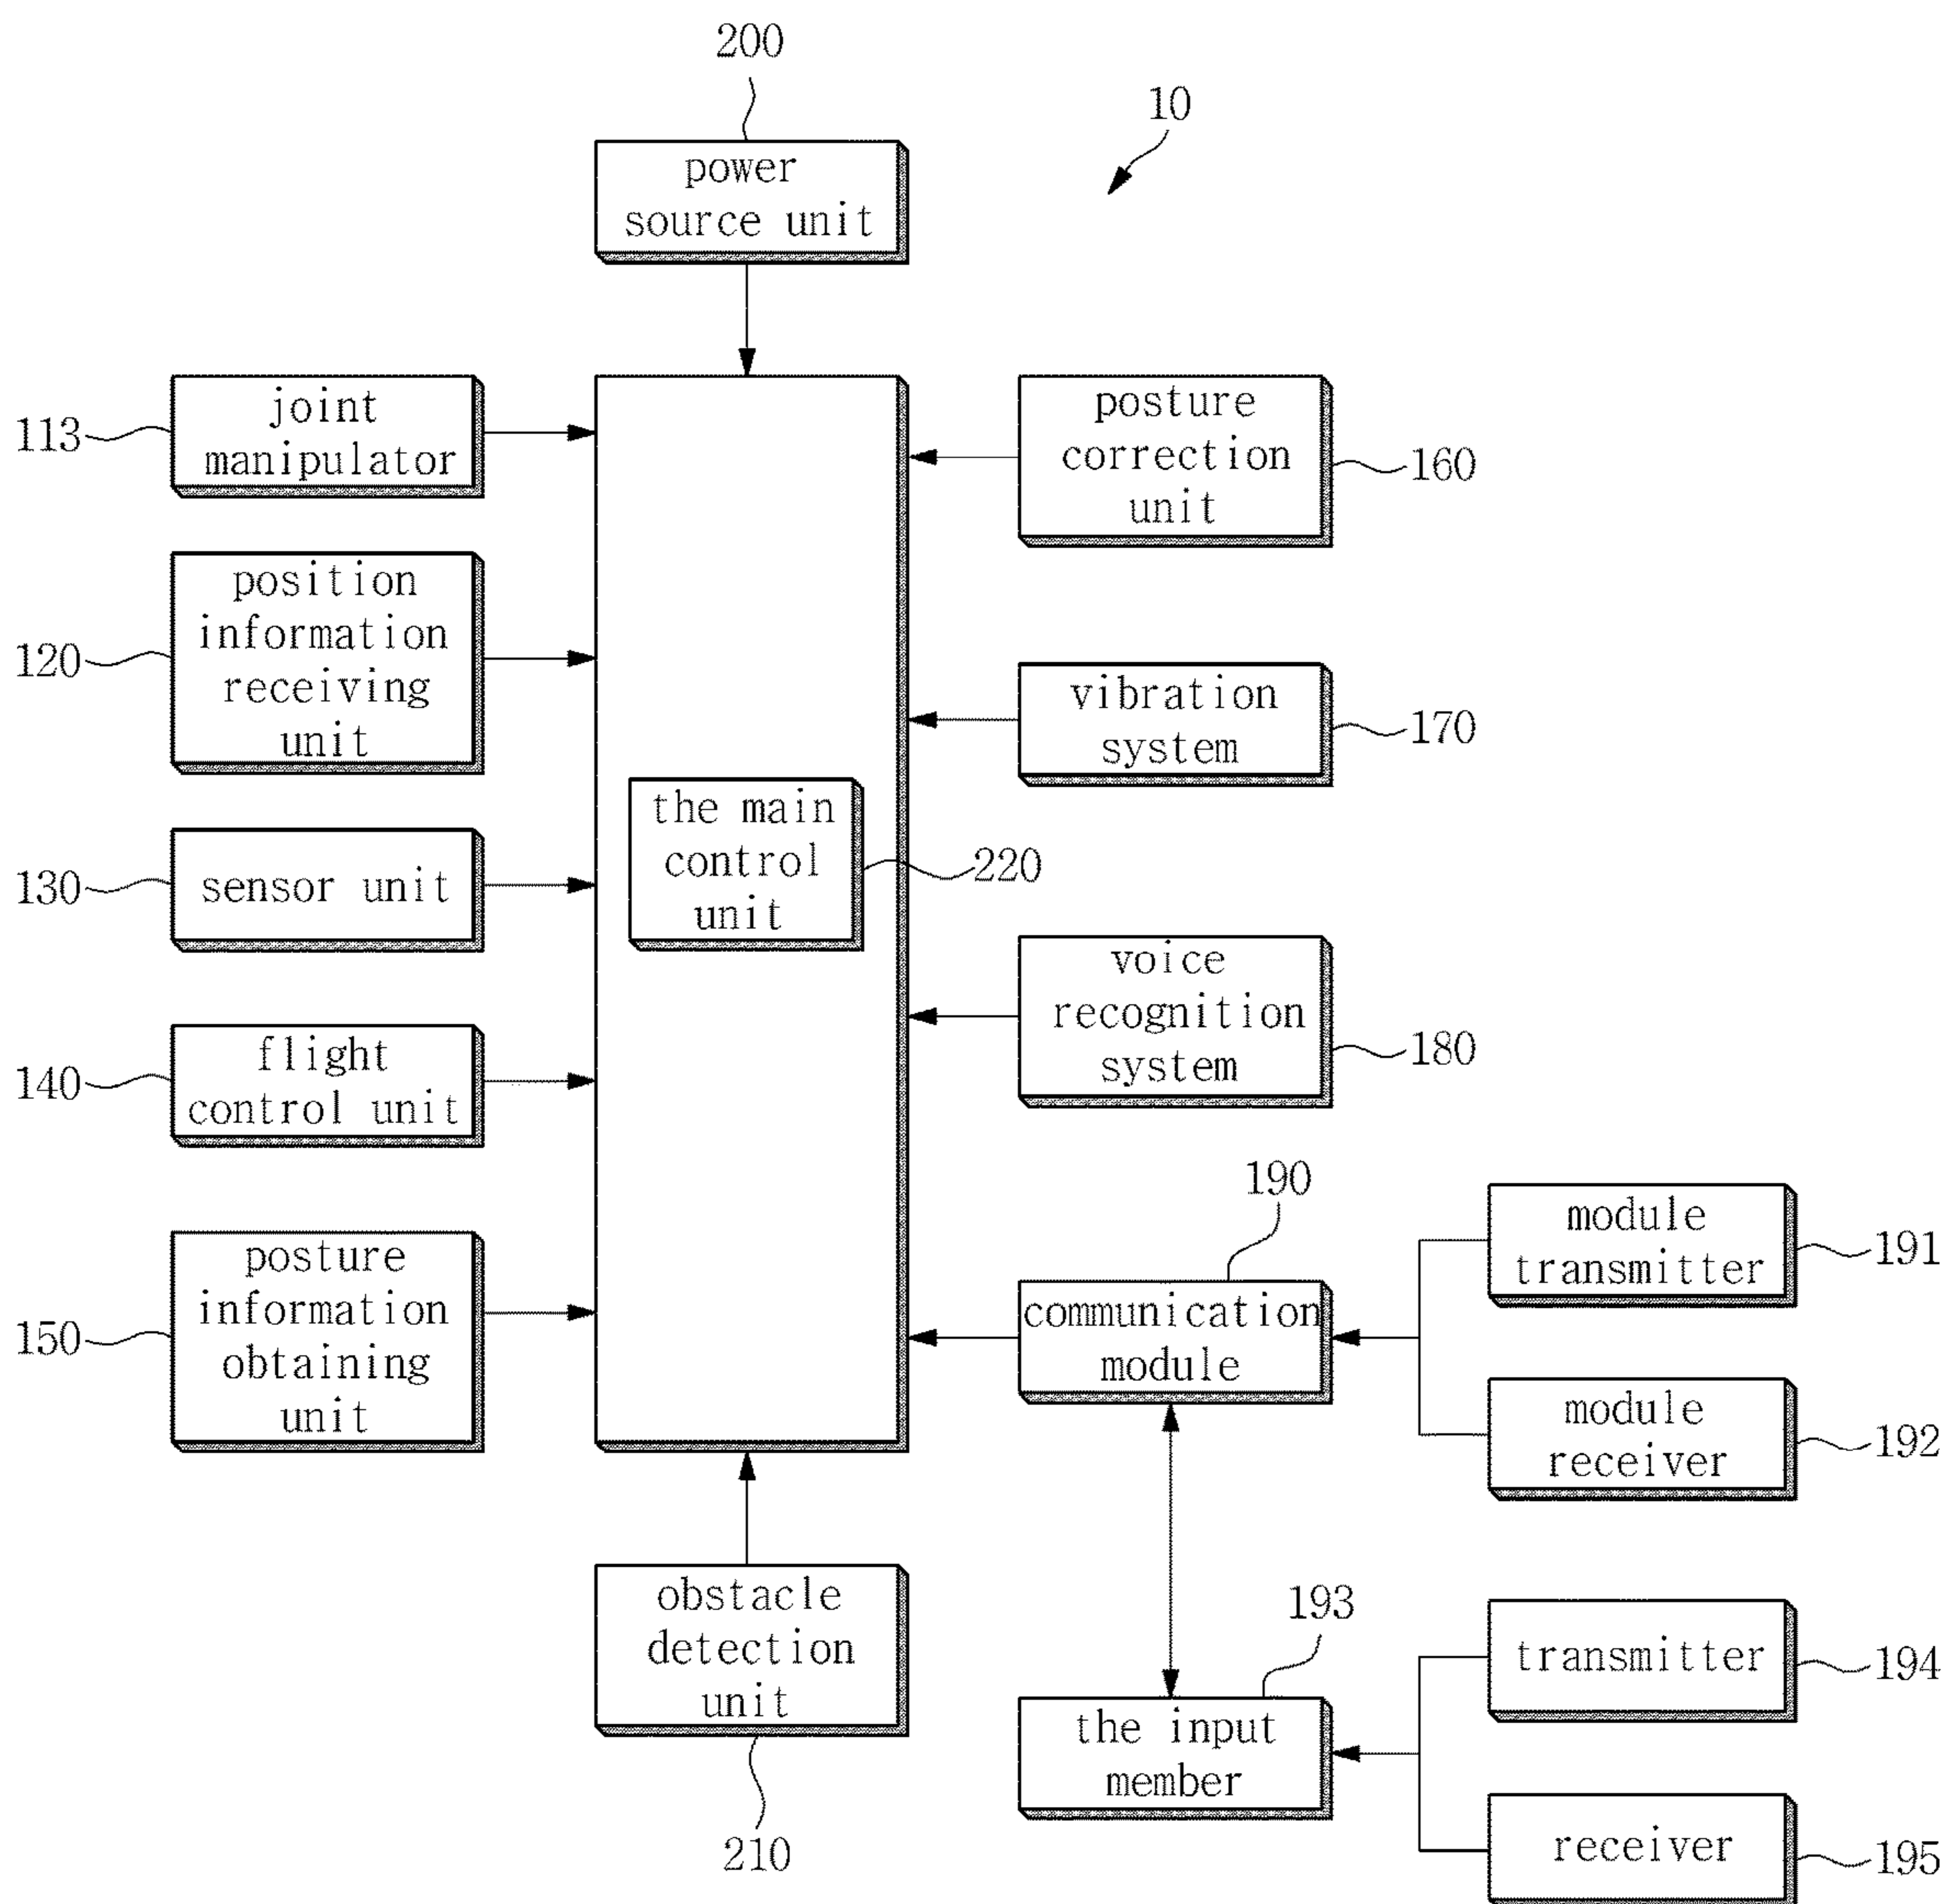 200
10
power
source unit
113
joint
manipulator
posture
correction
unit
160
120
position
information
receiving
unit
vibration
system
170
the main
control
unit
220
130
sensor unit
voice
recognition
system
180
140
flight
control unit
190
module
transmitter
191
150
posture
information
obtaining
unit
communication
module
module
receiver
192
obstacle
detection
unit
210
193
the input
member
transmitter
194
receiver
195